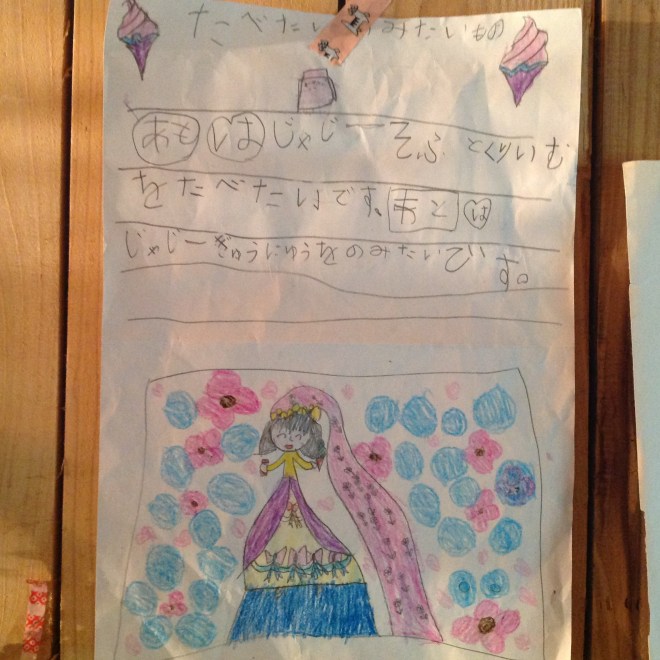 たべたい みたいもの
おも は じゃじーそふとくりいむ
をたべたいです、あと は
じゃじーぎゅうにゅうをのみたいです。